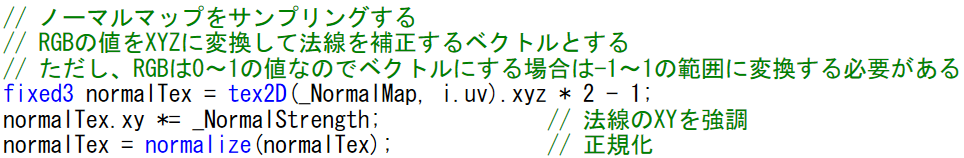 // ノーマルマップをサンプリングする
// RGBの値をXYZに変換して法線を補正するベクトルとする
// ただし、RGBは0～1の値なのでベクトルにする場合は-1～1の範囲に変換する必要がある
fixed3 normalTex = tex2D(_NormalMap, i.uv).xyz * 2 - 1;
normalTex.xy *= _NormalStrength; // 法線のXYを強調
normalTex = normalize(normalTex); // 正規化